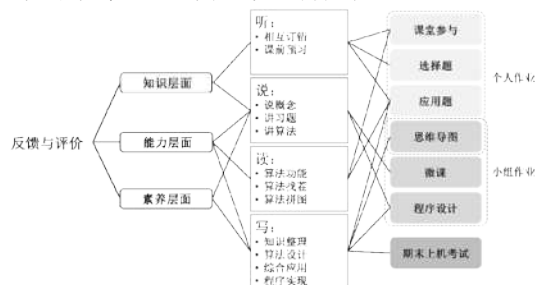 反馈与评价
知识层面
能力层面
素养层面
听：
• 相互订错
• 课前预习
说：
• 说概念
• 讲习题
• 讲算法
读：
• 算法功能
• 算法找茬
• 算法拼图
写：
• 知识整理
• 算法设计
• 综合应用
• 程序实现
课堂参与
选择题
应用题
思维导图
微课
程序设计
期末上机考试
个人作业
小组作业